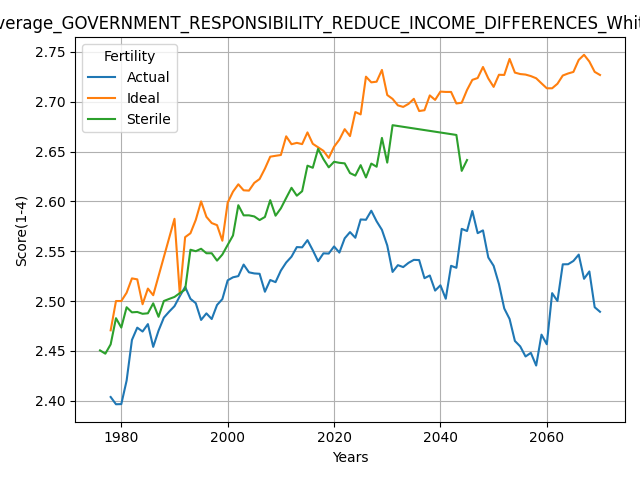 verage_GOVERNMENT_RESPONSIBILITY_REDUCE_INCOME_DIFFERENCES_Whit
Fertility
Actual
Ideal
Sterile
Score(1-4)
2.75
2.70
2.65
2.60
2.55
2.50
2.45
2.40
1980 2000 2020 2040 2060
Years